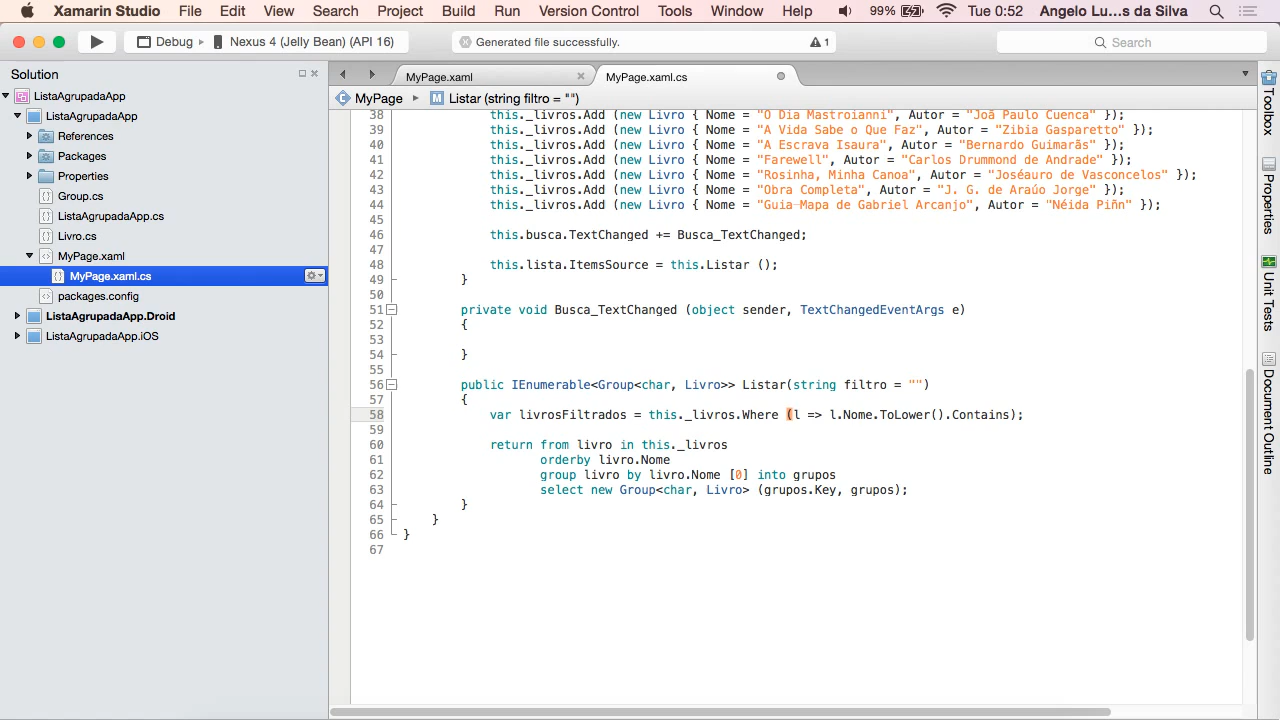 Xamarin Studio File Edit View Search Project Build Run Version Control Tools Window Help 99% Tue 0:52 Angelo Lu...s da Silva
Debug Nexus 4 (Jelly Bean) (API 16) Generated file successfully. 1 Search
Solution
ListaAgrupadaApp
ListaAgrupadaApp
References
Packages
Properties
Group.cs
ListaAgrupadaApp.cs
Livro.cs
MyPage.xaml
MyPage.xaml.cs
packages.config
ListaAgrupadaApp.Droid
ListaAgrupadaApp.iOS
MyPage.xaml MyPage.xaml.cs
MyPage Listar (string filtro = "")
38 this._livros.Add (new Livro { Nome = "O Dia Mastroianni", Autor = "Joã Paulo Cuenca" });
39 this._livros.Add (new Livro { Nome = "A Vida Sabe o Que Faz", Autor = "Zibia Gasparetto" });
40 this._livros.Add (new Livro { Nome = "A Escrava Isaura", Autor = "Bernardo Guimarãs" });
41 this._livros.Add (new Livro { Nome = "Farewell", Autor = "Carlos Drummond de Andrade" });
42 this._livros.Add (new Livro { Nome = "Rosinha, Minha Canoa", Autor = "Joséauro de Vasconcelos" });
43 this._livros.Add (new Livro { Nome = "Obra Completa", Autor = "J. G. de Araúo Jorge" });
44 this._livros.Add (new Livro { Nome = "Guia-Mapa de Gabriel Arcanjo", Autor = "Néida Piñn" });
45
46 this.busca.TextChanged += Busca_TextChanged;
47
48 this.lista.ItemsSource = this.Listar ();
49 }
50
51 private void Busca_TextChanged (object sender, TextChangedEventArgs e)
52 {
53
54 }
55
56 public IEnumerable<Group<char, Livro>> Listar(string filtro = "")
57 {
58 var livrosFiltrados = this._livros.Where (l => l.Nome.ToLower().Contains);
59
60 return from livro in this._livros
61 orderby livro.Nome
62 group livro by livro.Nome [0] into grupos
63 select new Group<char, Livro> (grupos.Key, grupos);
64 }
65 }
66 }
67
Toolbox
Properties
Unit Tests
Document Outline